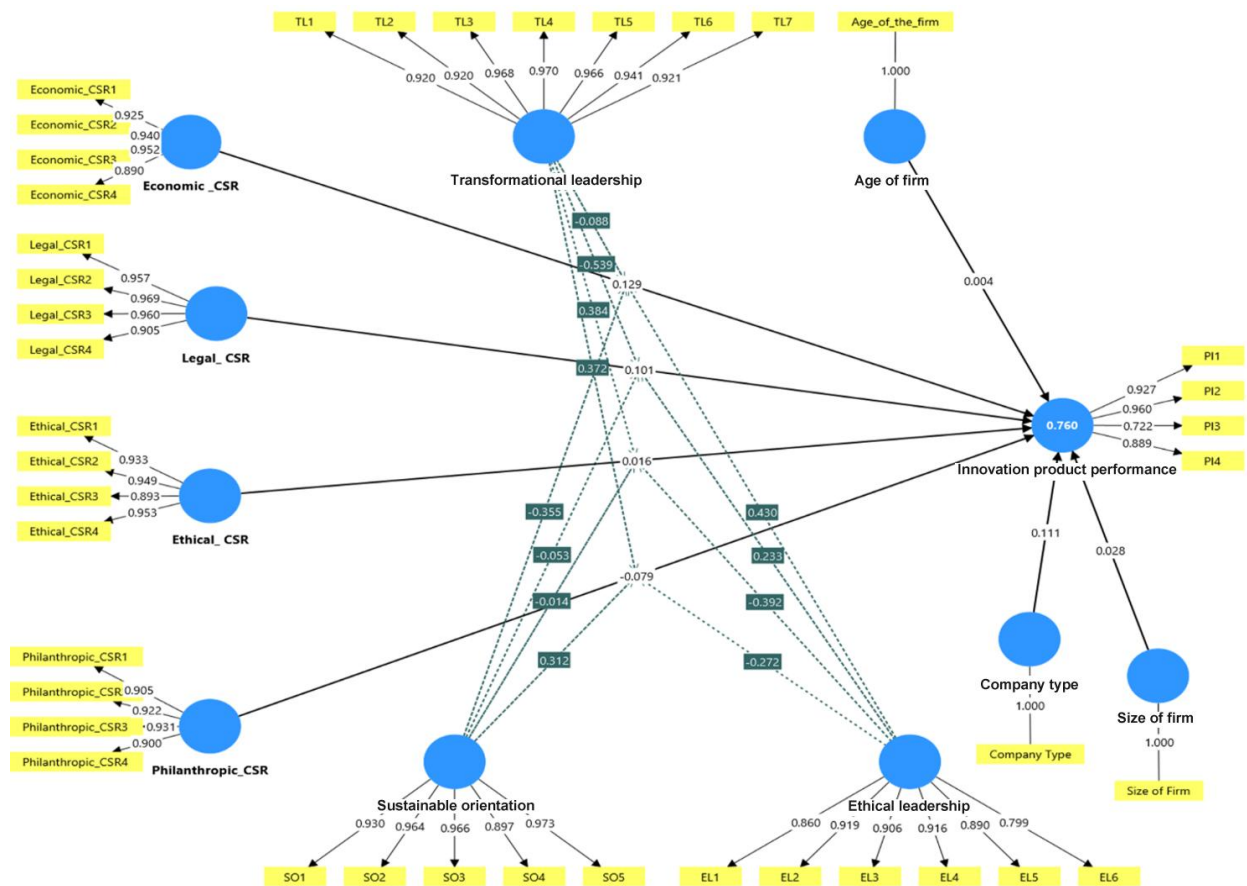 TL1 TL2 TL3 TL4 TL5 TL6 TL7 Age_of_the_firm
0.920 0.920 0.968 0.970 0.966 0.941 0.921
1.000
Economic_CSR1
Economic_CSR2
Economic_CSR3
Economic_CSR4
0.925
0.940
0.952
0.890
Economic _CSR
Transformational leadership
Age of firm
Legal_CSR1
Legal_CSR2
Legal_CSR3
Legal_CSR4
0.957
0.969
0.960
0.905
Legal_ CSR
-0.088
-0.539
0.129
0.384
0.372
0.101
0.004
Ethical_CSR1
Ethical_CSR2
Ethical_CSR3
Ethical_CSR4
0.933
0.949
0.893
0.953
Ethical_ CSR
0.016
0.760
Innovation product performance
PI1
PI2
PI3
PI4
0.927
0.960
0.722
0.889
-0.355
-0.053
-0.014
0.312
-0.079
0.430
0.233
-0.392
-0.272
0.111
0.028
Philanthropic_CSR1
Philanthropic_CSR
Philanthropic_CSR3
Philanthropic_CSR4
0.905
0.922
0.931
0.900
Philanthropic_CSR
Company type
1.000
Company Type
Size of firm
1.000
Size of Firm
Sustainable orientation
0.930 0.964 0.966 0.897 0.973
SO1 SO2 SO3 SO4 SO5
Ethical leadership
0.860 0.919 0.906 0.916 0.890 0.799
EL1 EL2 EL3 EL4 EL5 EL6